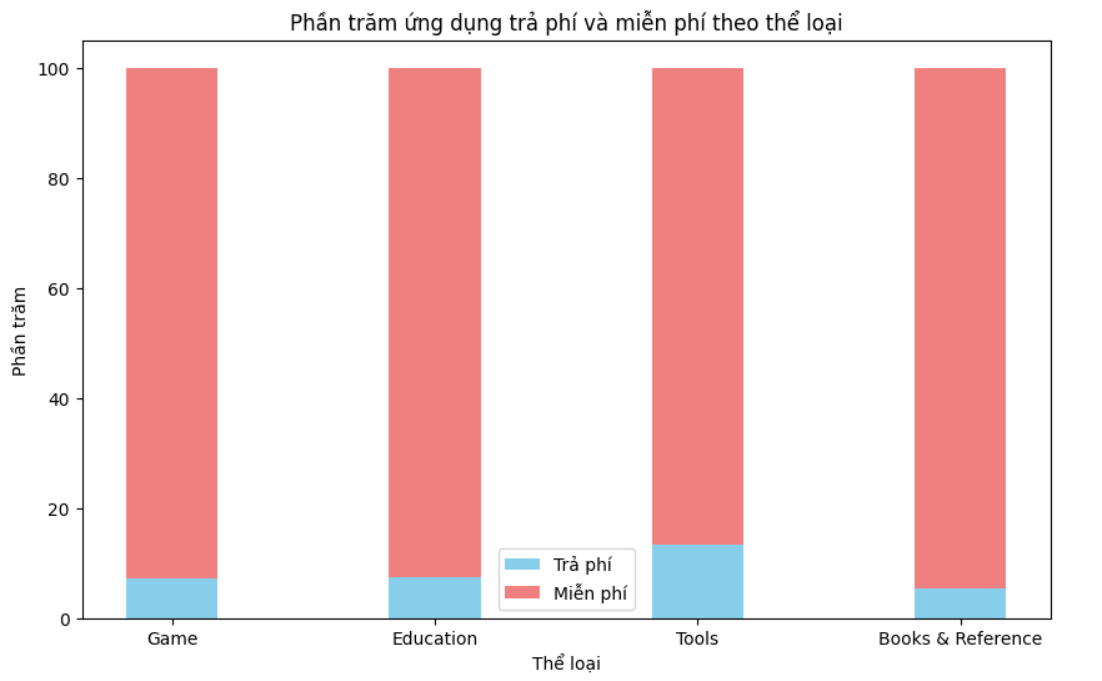 Phần trăm ứng dụng trả phí và miễn phí theo thể loại
100
80
60
40
20
0
Phần trăm
Trả phí
Miễn phí
Game
Education
Tools
Books & Reference
Thể loại